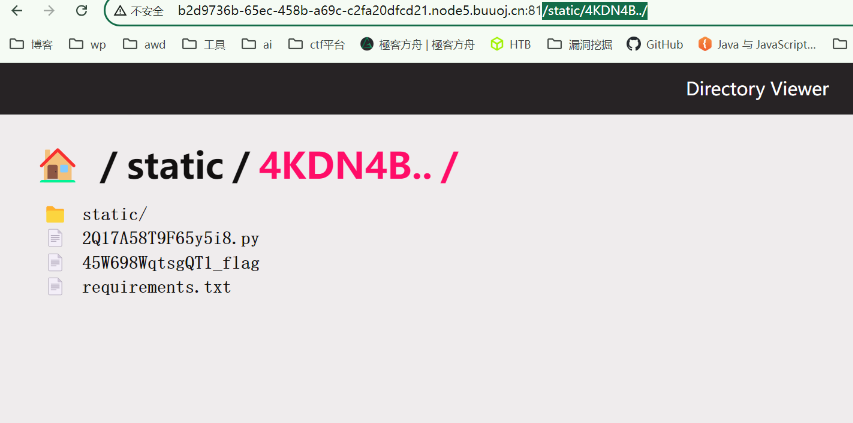 不安全 b2d9736b-65ec-458b-a69c-c2fa20dfcd21.node5.buuoj.cn:81/static/4KDN4B../
博客 wp awd 工具 ai ctf平台 極客方舟 | 極客方舟 HTB 漏洞挖掘 GitHub Java 与 JavaScript...
Directory Viewer
/ static / 4KDN4B.. /
static/
2Q17A58T9F65y5i8.py
45W698WqtsgQT1_flag
requirements.txt